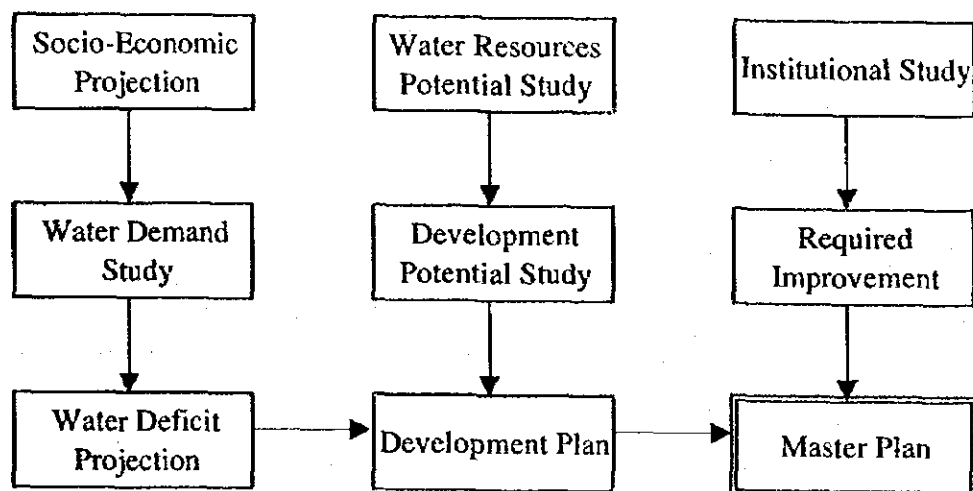 Socio-Economic
Projection
Water Resources
Potential Study
Institutional Study
Water Demand
Study
Development
Potential Study
Required
Improvement
Water Deficit
Projection
Development Plan
Master Plan